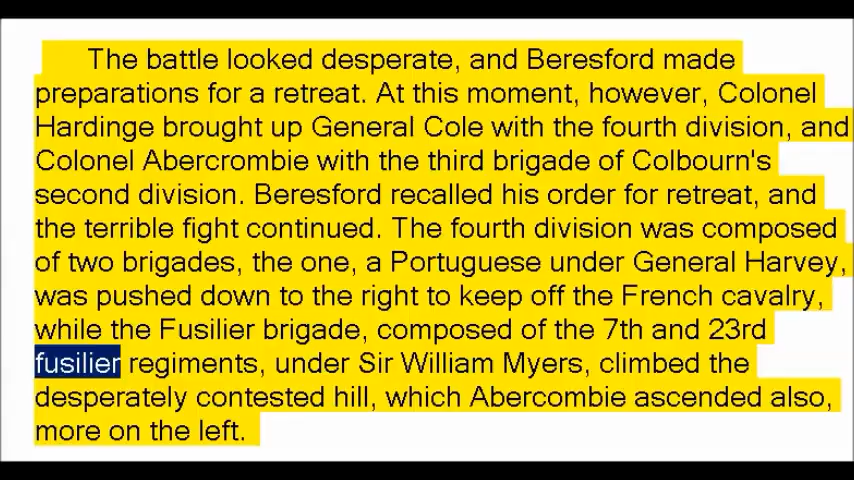 The battle looked desperate, and Beresford made
preparations for a retreat. At this moment, however, Colonel
Hardinge brought up General Cole with the fourth division, and
Colonel Abercrombie with the third brigade of Colbourn's
second division. Beresford recalled his order for retreat, and
the terrible fight continued. The fourth division was composed
of two brigades, the one, a Portuguese under General Harvey,
was pushed down to the right to keep off the French cavalry,
while the Fusilier brigade, composed of the 7th and 23rd
fusilier regiments, under Sir William Myers, climbed the
desperately contested hill, which Abercombie ascended also,
more on the left.